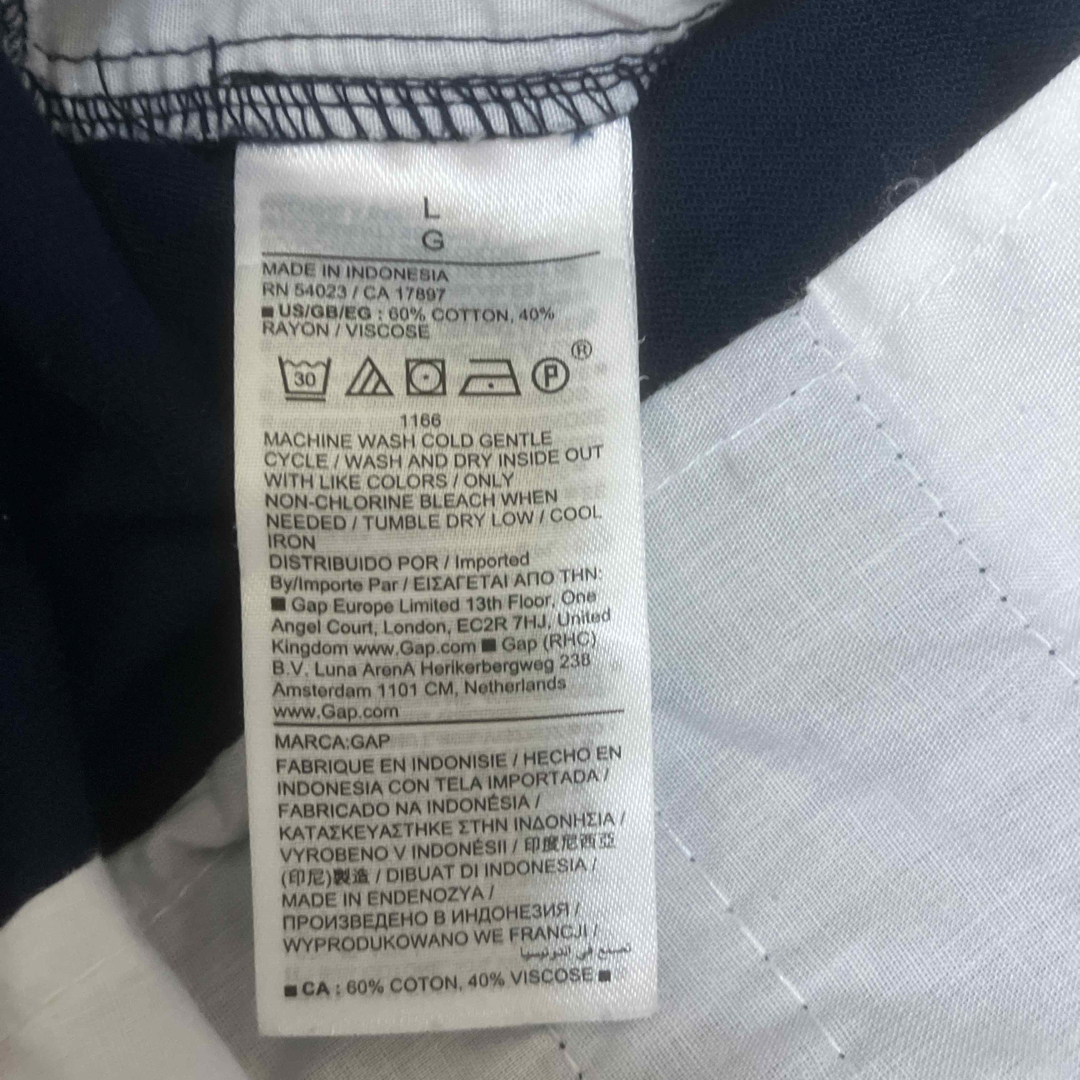 L
G
MADE IN INDONESIA
RN 54023 / CA 17897
■ US/GB/EG : 60% COTTON, 40%
RAYON / VISCOSE
30 P ®
1166
MACHINE WASH COLD GENTLE
CYCLE / WASH AND DRY INSIDE OUT
WITH LIKE COLORS / ONLY
NON-CHLORINE BLEACH WHEN
NEEDED / TUMBLE DRY LOW / COOL
IRON
DISTRIBUIDO POR / Imported
By/Importe Par / ΕΙΣΑΓΕΤΑΙ ΑΠΟ ΤΗΝ:
■ Gap Europe Limited 13th Floor, One
Angel Court, London, EC2R 7HJ, United
Kingdom www.Gap.com ■ Gap (RHC)
B.V. Luna ArenA Herikerbergweg 238
Amsterdam 1101 CM, Netherlands
www.Gap.com
MARCA:GAP
FABRIQUE EN INDONISIE / HECHO EN
INDONESIA CON TELA IMPORTADA /
FABRICADO NA INDONÉSIA /
ΚΑΤΑΣΚΕΥΑΣΤΗΚΕ ΣΤΗΝ ΙΝΔΟΝΗΣΙΑ /
VYROBENO V INDONÉSII / 印度尼西亞
(印尼)製造 / DIBUAT DI INDONESIA /
MADE IN ENDENOZYA /
ПРОИЗВЕДЕНО В ИНДОНЕЗИЯ /
WYPRODUKOWANO WE FRANCJI /
تصنع في اندونيسيا
■ CA : 60% COTON, 40% VISCOSE ■